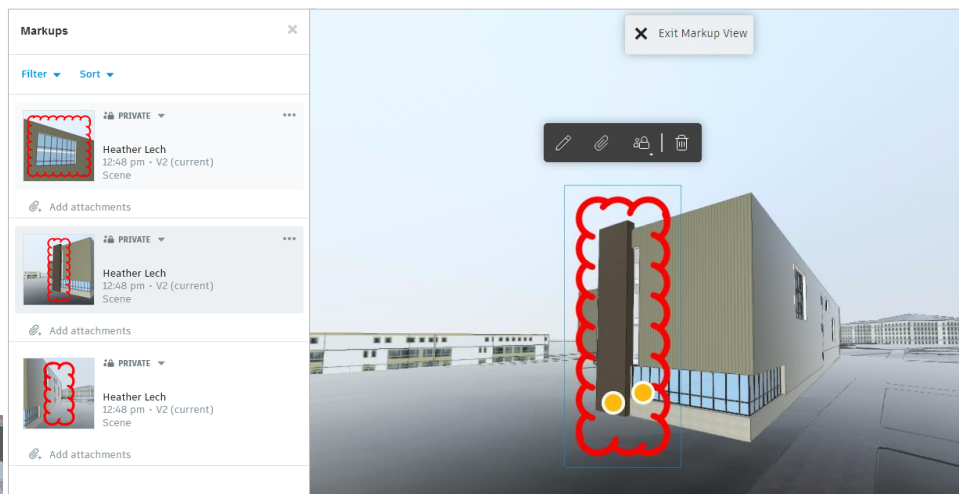 Markups
Filter Sort
PRIVATE
Heather Lech
12:48 pm • V2 (current)
Scene
Add attachments
PRIVATE
Heather Lech
12:48 pm • V2 (current)
Scene
Add attachments
PRIVATE
Heather Lech
12:48 pm • V2 (current)
Scene
Add attachments
Exit Markup View